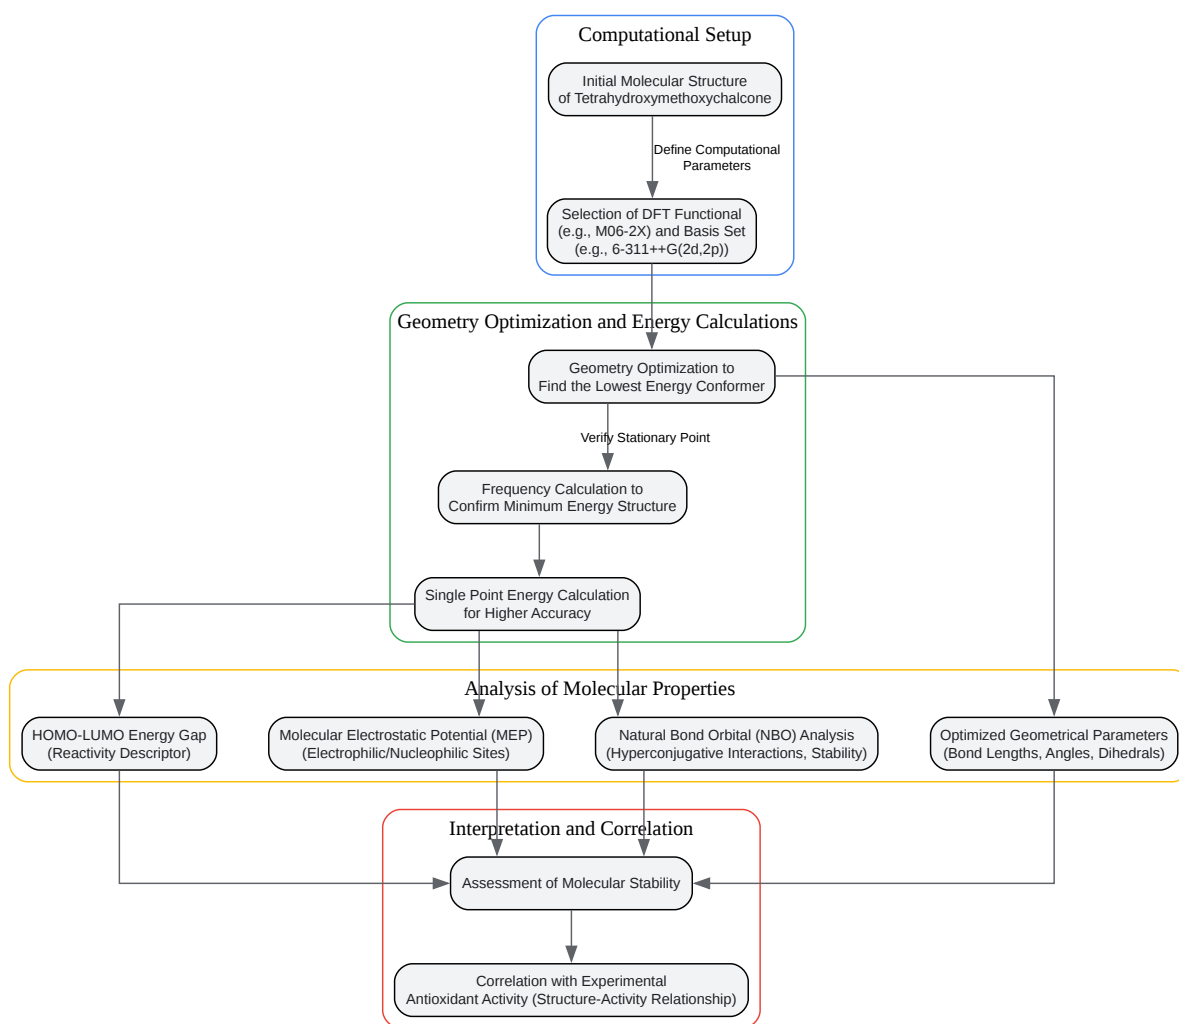 Computational Setup
Initial Molecular Structure
of Tetrahydroxymethoxychalcone
Define Computational
Parameters
Selection of DFT Functional
(e.g., M06-2X) and Basis Set
(e.g., 6-311++G(2d,2p))
Geometry Optimization and Energy Calculations
Geometry Optimization to
Find the Lowest Energy Conformer
Verify Stationary Point
Frequency Calculation to
Confirm Minimum Energy Structure
Single Point Energy Calculation
for Higher Accuracy
Analysis of Molecular Properties
HOMO-LUMO Energy Gap
(Reactivity Descriptor)
Molecular Electrostatic Potential (MEP)
(Electrophilic/Nucleophilic Sites)
Natural Bond Orbital (NBO) Analysis
(Hyperconjugative Interactions, Stability)
Optimized Geometrical Parameters
(Bond Lengths, Angles, Dihedrals)
Interpretation and Correlation
Assessment of Molecular Stability
Correlation with Experimental
Antioxidant Activity (Structure-Activity Relationship)